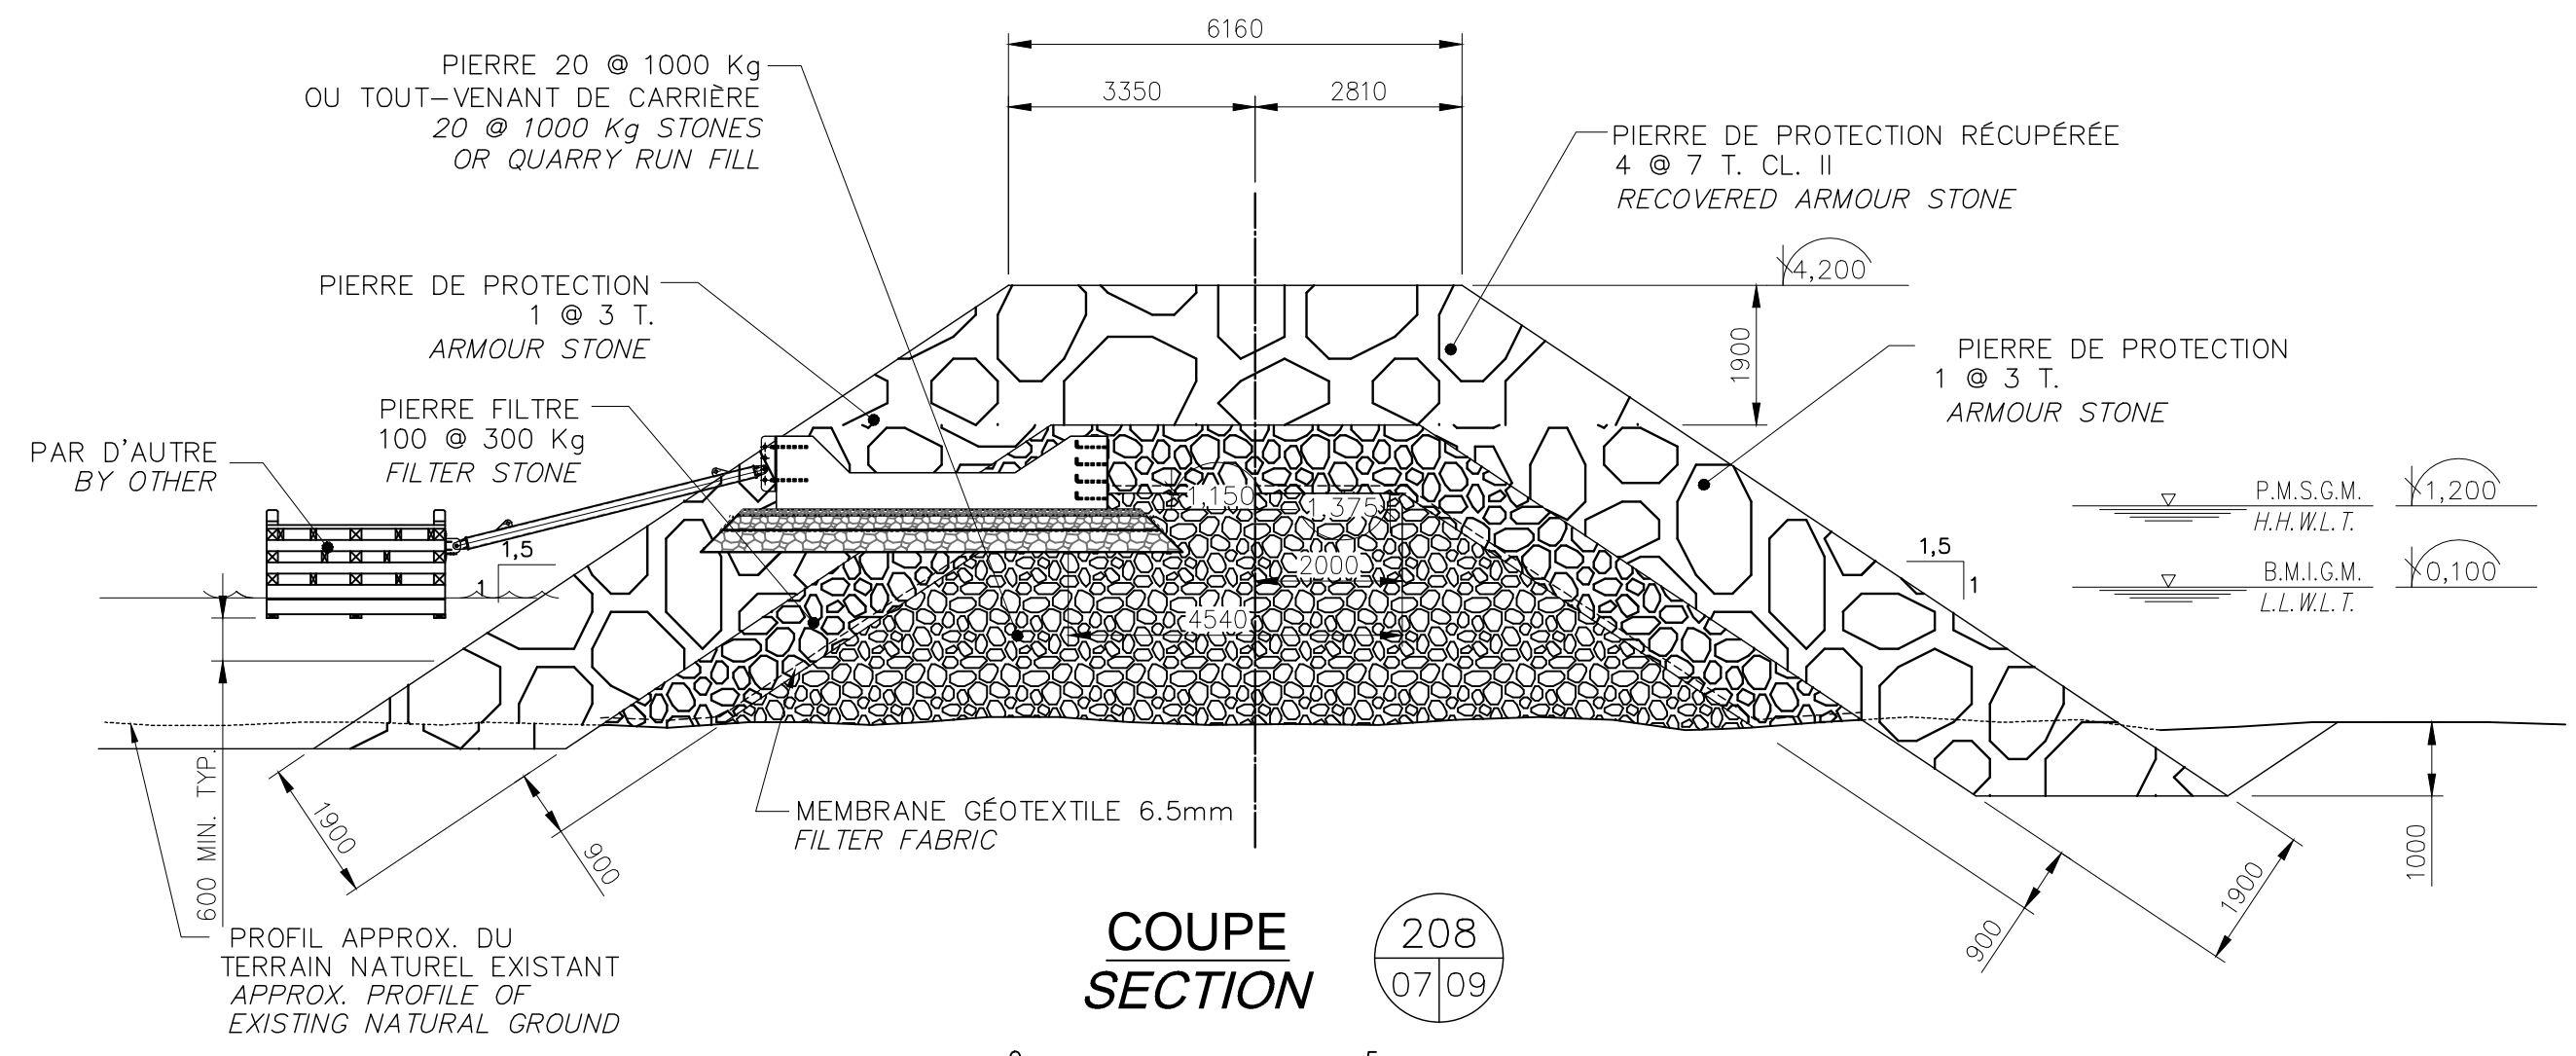 6160
3350
2810
PIERRE 20 @ 1000 Kg
OU TOUT-VENANT DE CARRIÈRE
20 @ 1000 Kg STONES
OR QUARRY RUN FILL
PIERRE DE PROTECTION RÉCUPÉRÉE
4 @ 7 T. CL. II
RECOVERED ARMOUR STONE
4,200
1900
PIERRE DE PROTECTION
1 @ 3 T.
ARMOUR STONE
PIERRE DE PROTECTION
1 @ 3 T.
ARMOUR STONE
PIERRE FILTRE
100 @ 300 Kg
FILTER STONE
PAR D'AUTRE
BY OTHER
1,5
1
1,150
1,375
2000
4540
1,5
1
P.M.S.G.M.
H.H.W.L.T.
1,200
B.M.I.G.M.
L.L.W.L.T.
0,100
600 MIN. TYP.
1900
900
MEMBRANE GÉOTEXTILE 6.5mm
FILTER FABRIC
900
1900
1000
PROFIL APPROX. DU
TERRAIN NATUREL EXISTANT
APPROX. PROFILE OF
EXISTING NATURAL GROUND
COUPE
SECTION
208
07 09